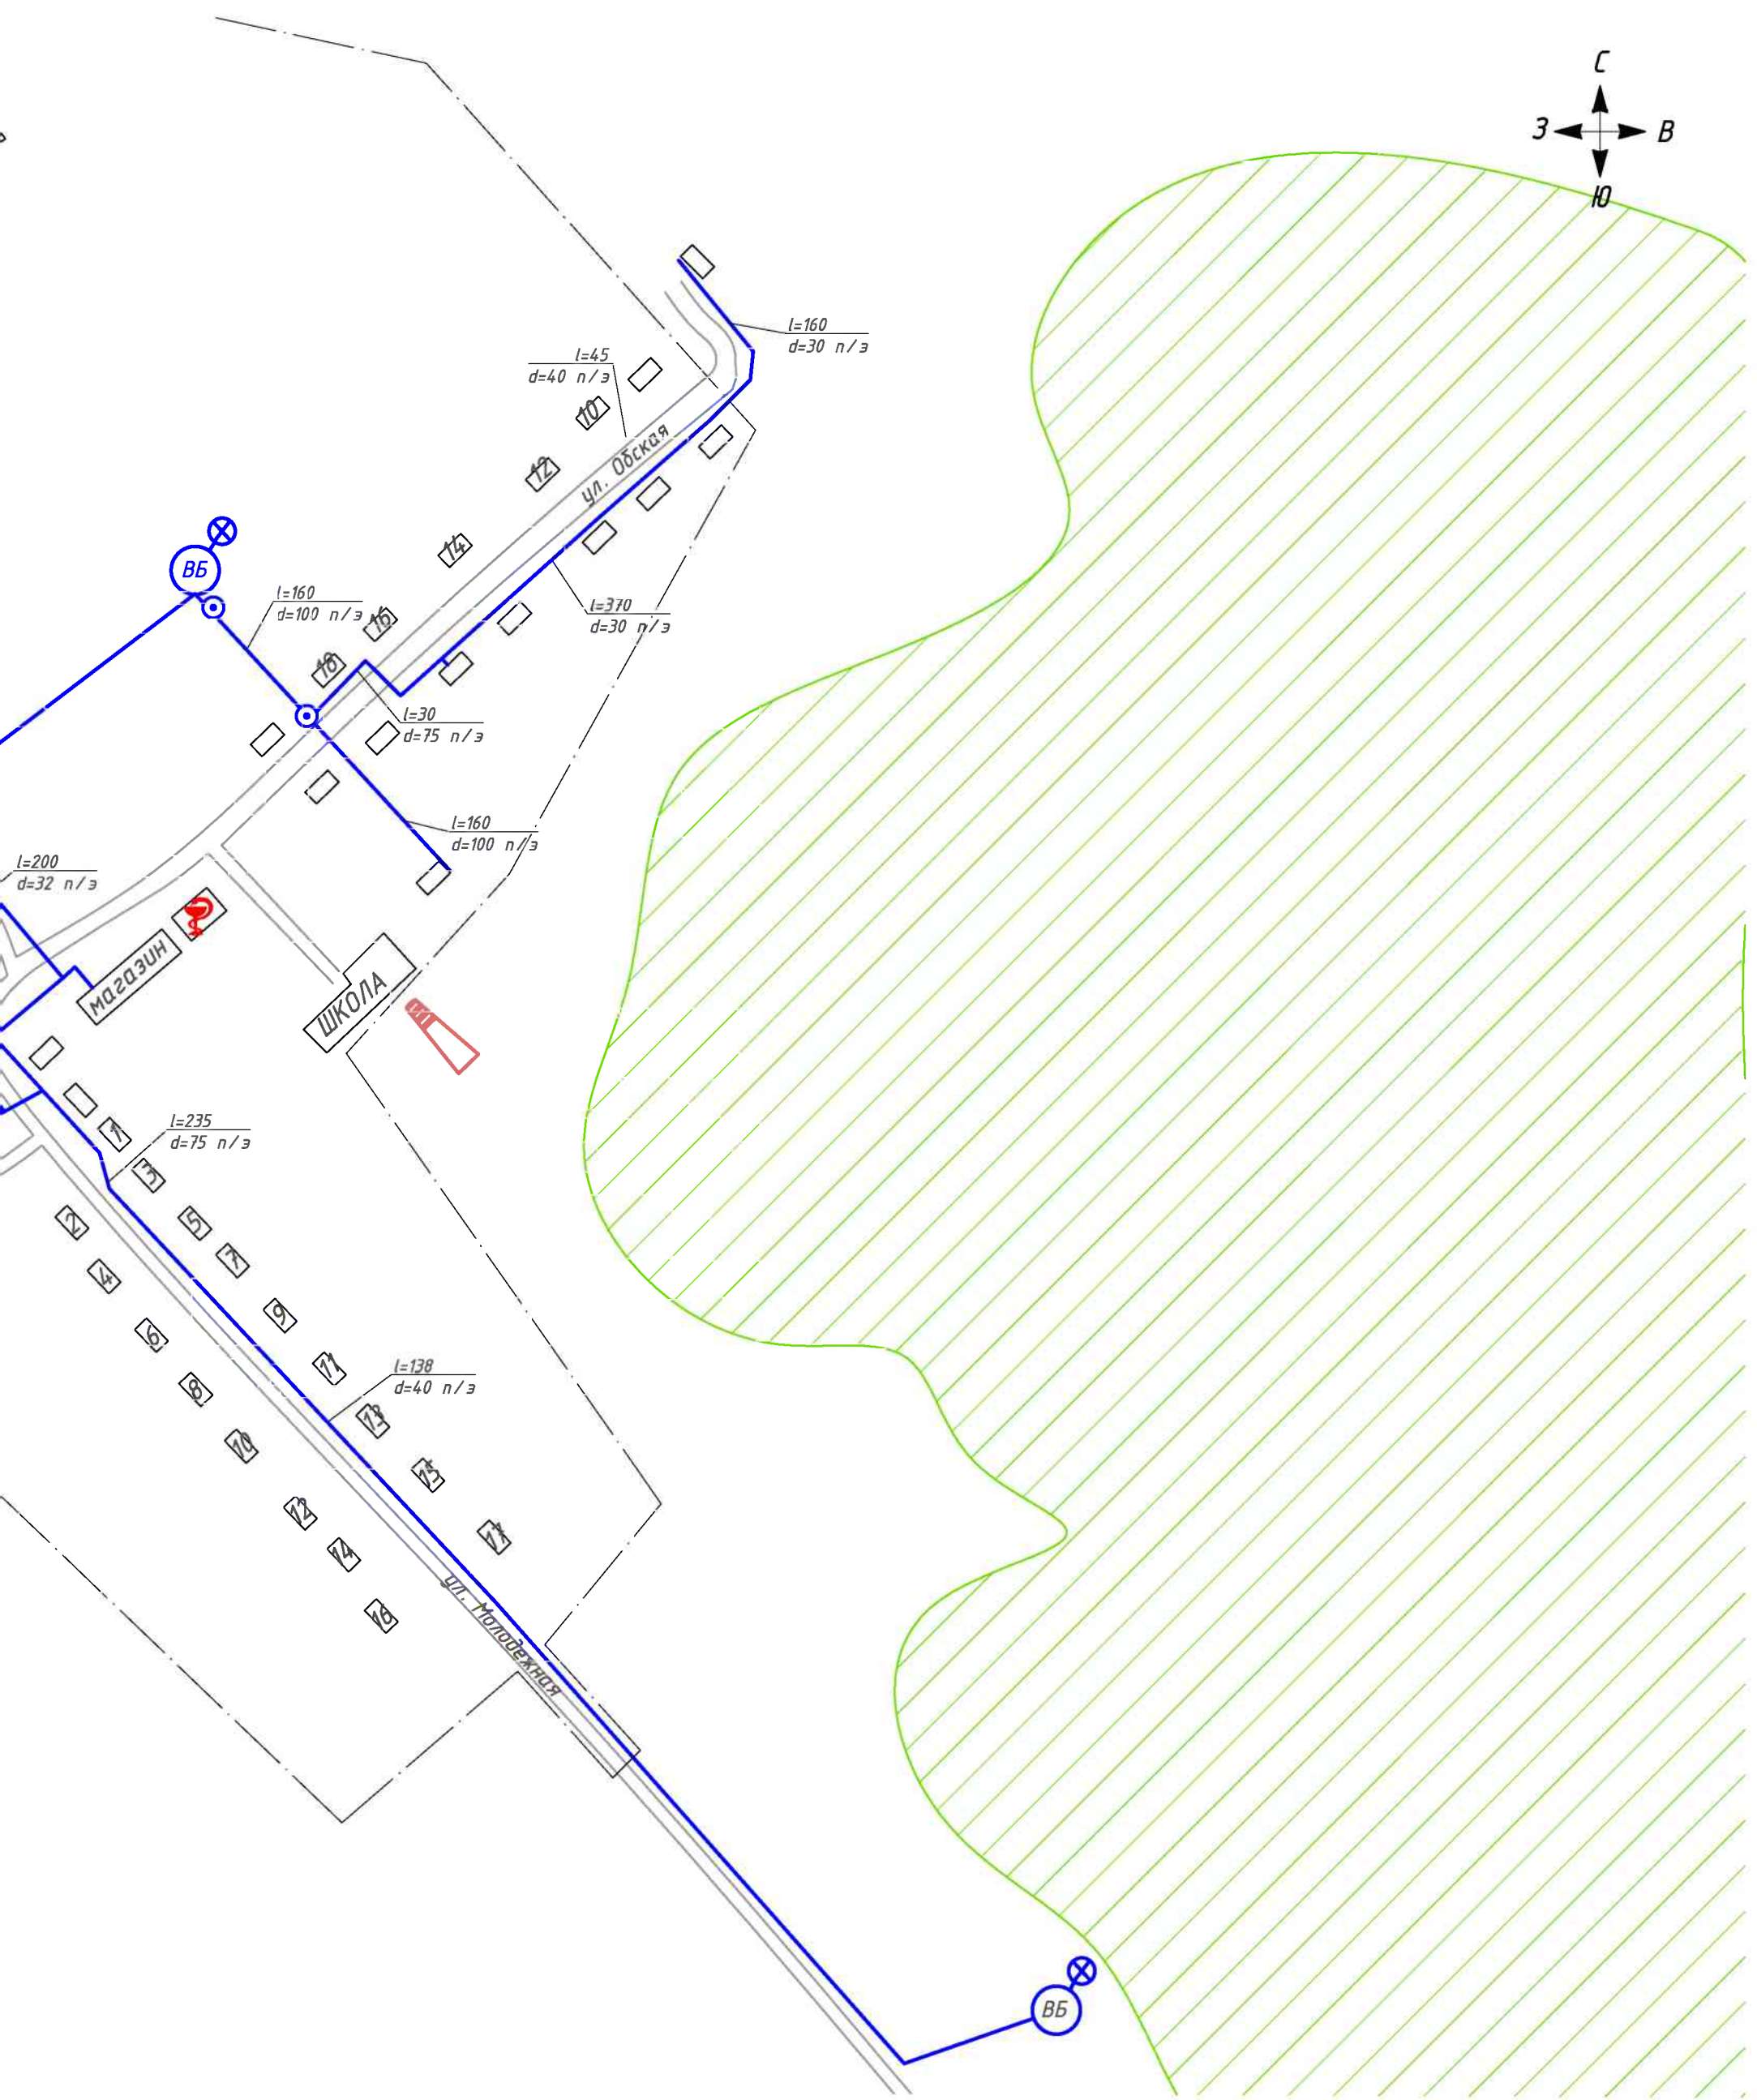 С
З
В
Ю
l=160
d=30 п/э
l=45
d=40 п/э
10
ул. Обская
12
14
ВБ
l=160
d=100 п/э
16
l=370
d=30 п/э
18
l=30
d=75 п/э
l=160
d=100 п/э
l=200
d=32 п/э
магазин
ШКОЛА
l=235
d=75 п/э
1
3
2
5
4
7
9
6
11
l=138
d=40 п/э
8
13
10
15
12
17
14
16
ул. Молодежная
ВБ